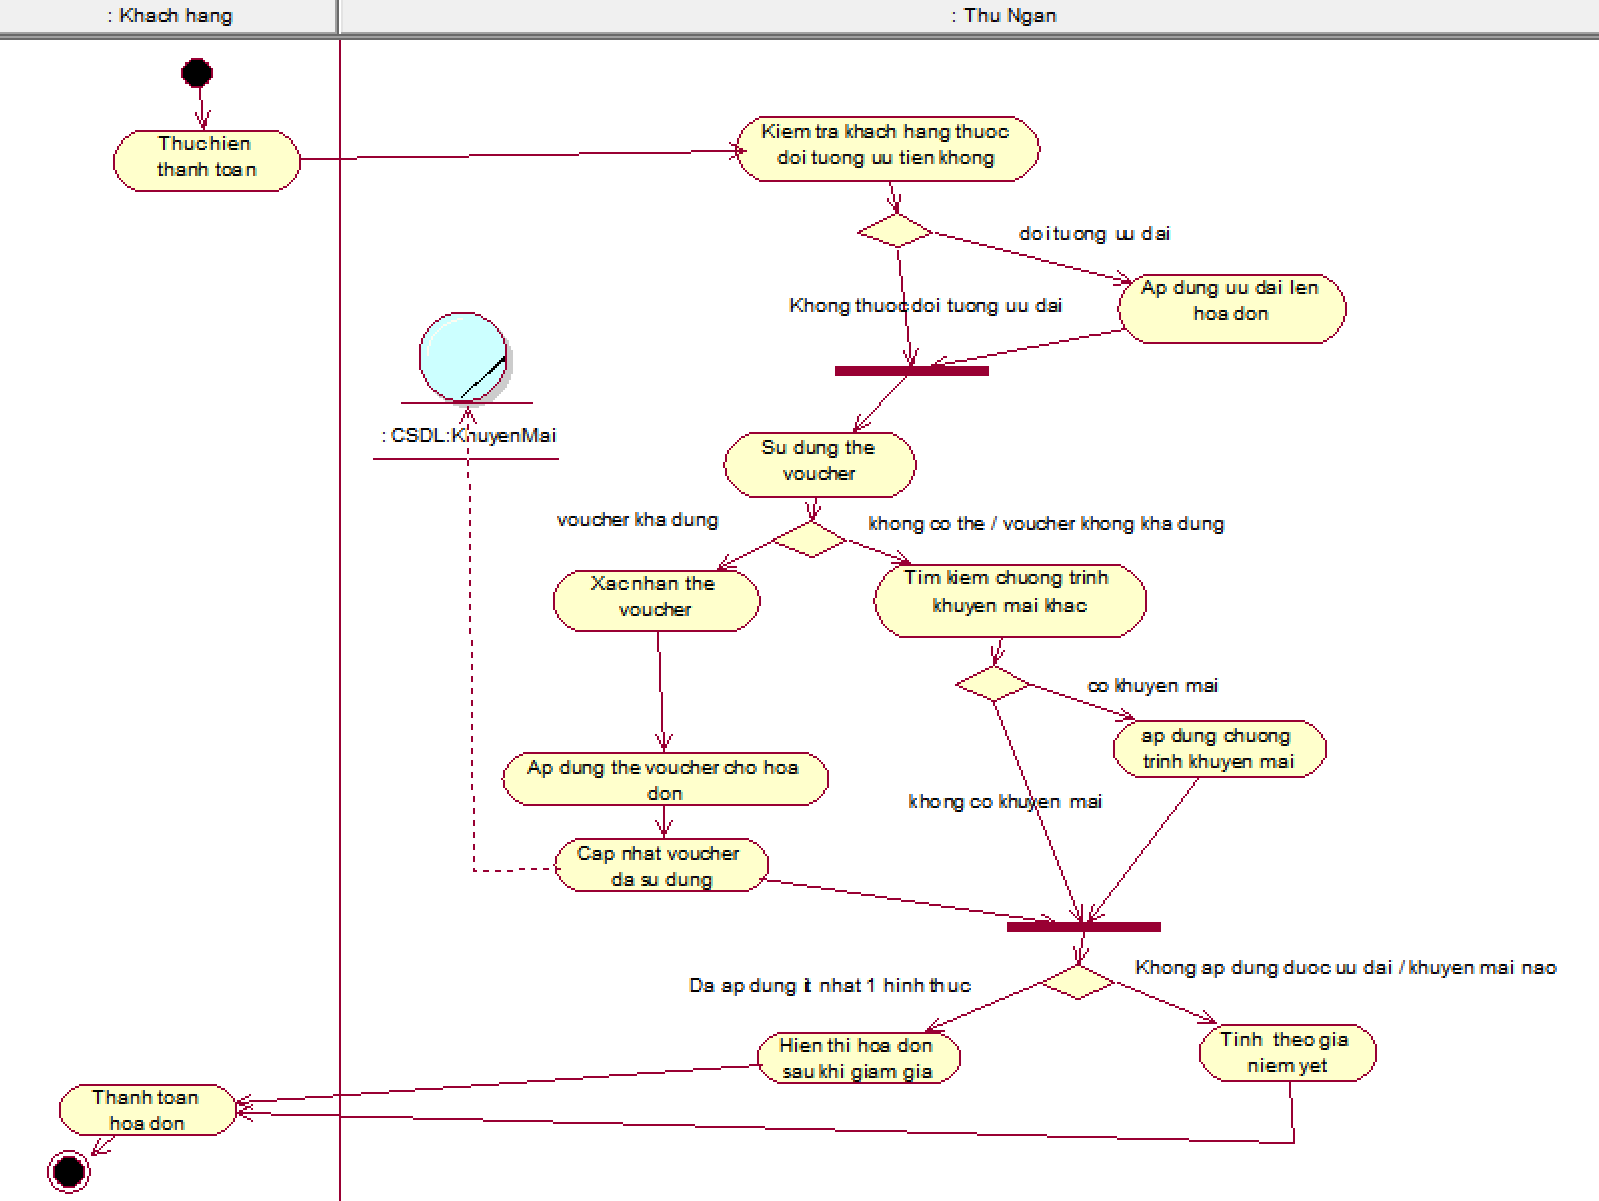 : Khach hang
: Thu Ngan
Thuc hien
thanh toan
Kiem tra khach hang thuoc
doi tuong uu tien khong
doi tuong uu dai
Ap dung uu dai len
hoa don
Khong thuoc doi tuong uu dai
: CSDL:KhuyenMai
Su dung the
voucher
voucher kha dung
khong co the / voucher khong kha dung
Xac nhan the
voucher
Tim kiem chuong trinh
khuyen mai khac
co khuyen mai
ap dung chuong
trinh khuyen mai
Ap dung the voucher cho hoa
don
khong co khuyen mai
Cap nhat voucher
da su dung
Khong ap dung duoc uu dai / khuyen mai nao
Da ap dung it nhat 1 hinh thuc
Hien thi hoa don
sau khi giam gia
Tinh theo gia
niem yet
Thanh toan
hoa don